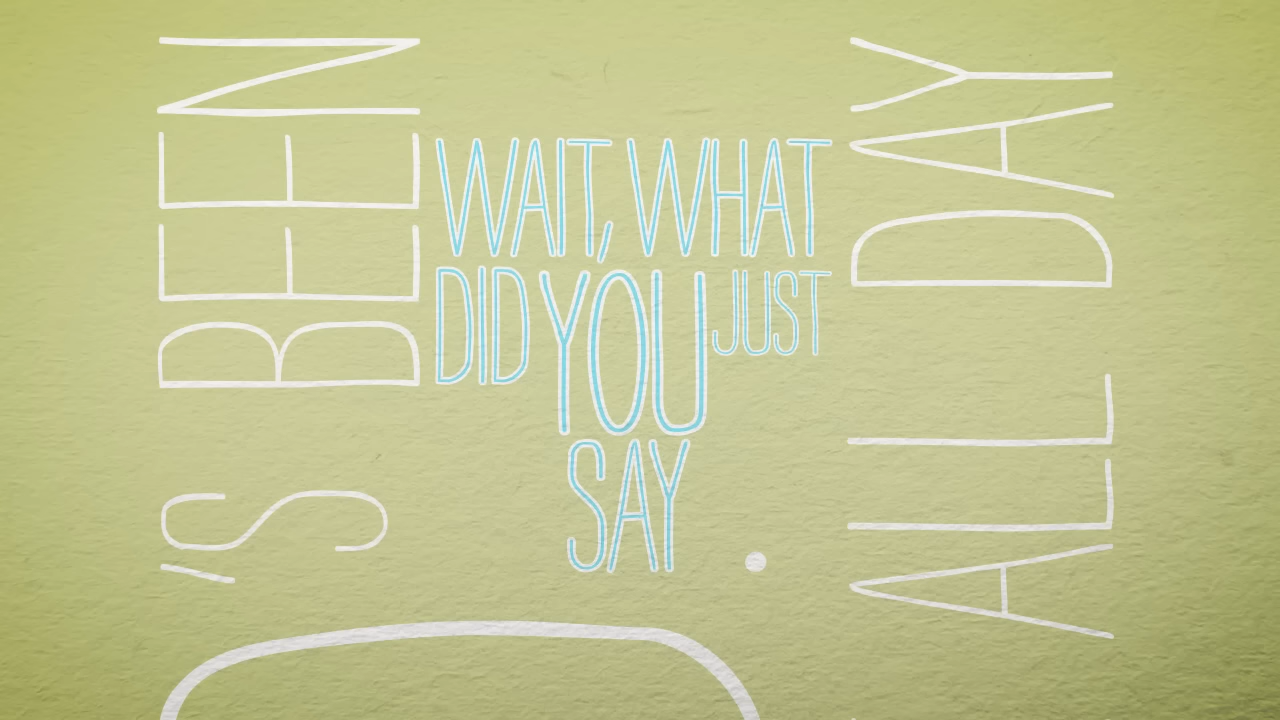 'S BEEN
WAIT, WHAT
DID YOU JUST
SAY
ALL DAY